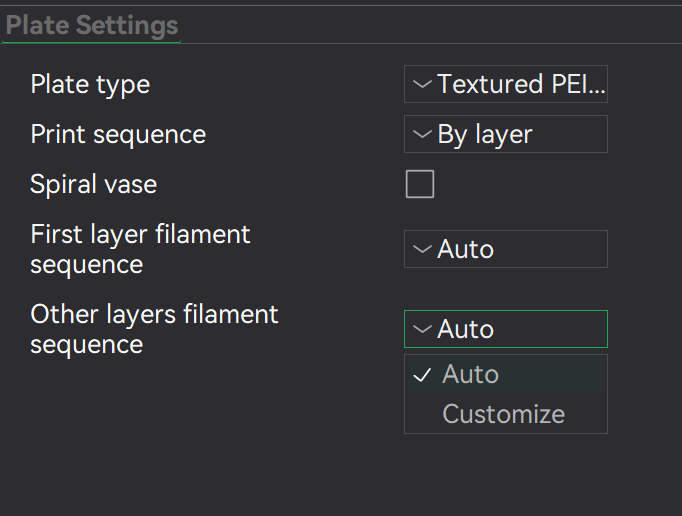 Plate Settings
Plate type
Textured PEI...
Print sequence
By layer
Spiral vase
First layer filament
sequence
Auto
Other layers filament
sequence
Auto
Auto
Customize